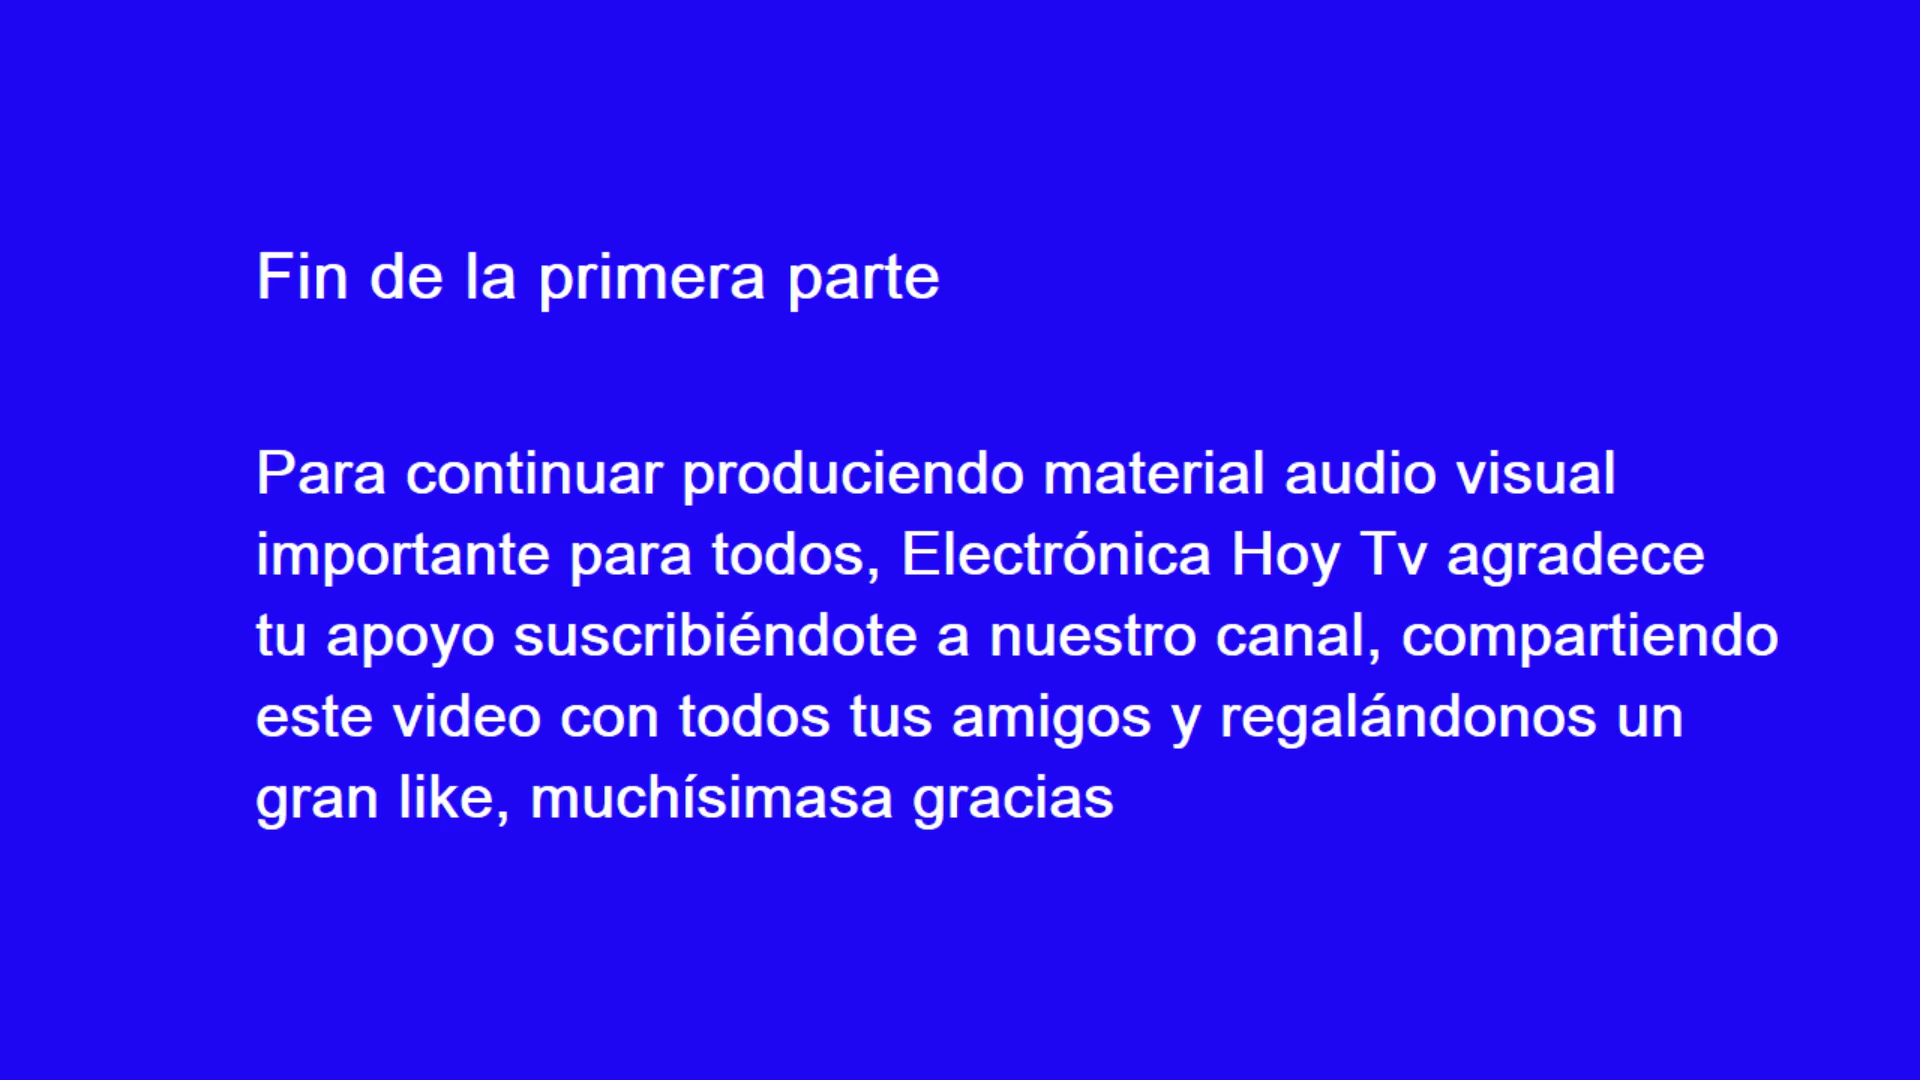 Fin de la primera parte
Para continuar produciendo material audio visual
importante para todos, Electrónica Hoy Tv agradece
tu apoyo suscribiéndote a nuestro canal, compartiendo
este video con todos tus amigos y regalándonos un
gran like, muchísimasa gracias